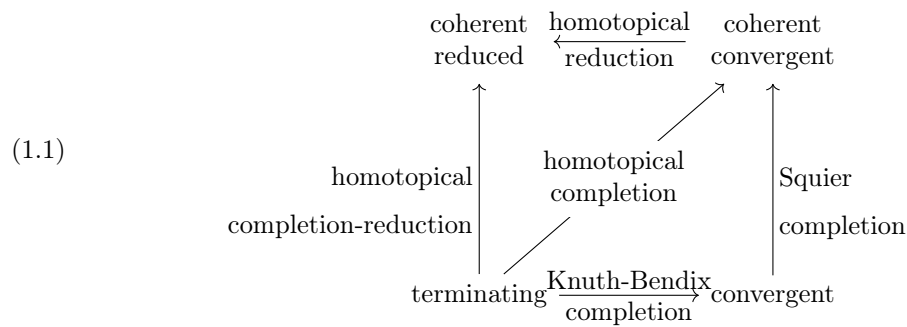 coherent
reduced
homotopical
reduction
coherent
convergent
(1.1)
homotopical
completion-reduction
homotopical
completion
Squier
completion
terminating
Knuth-Bendix
completion
convergent